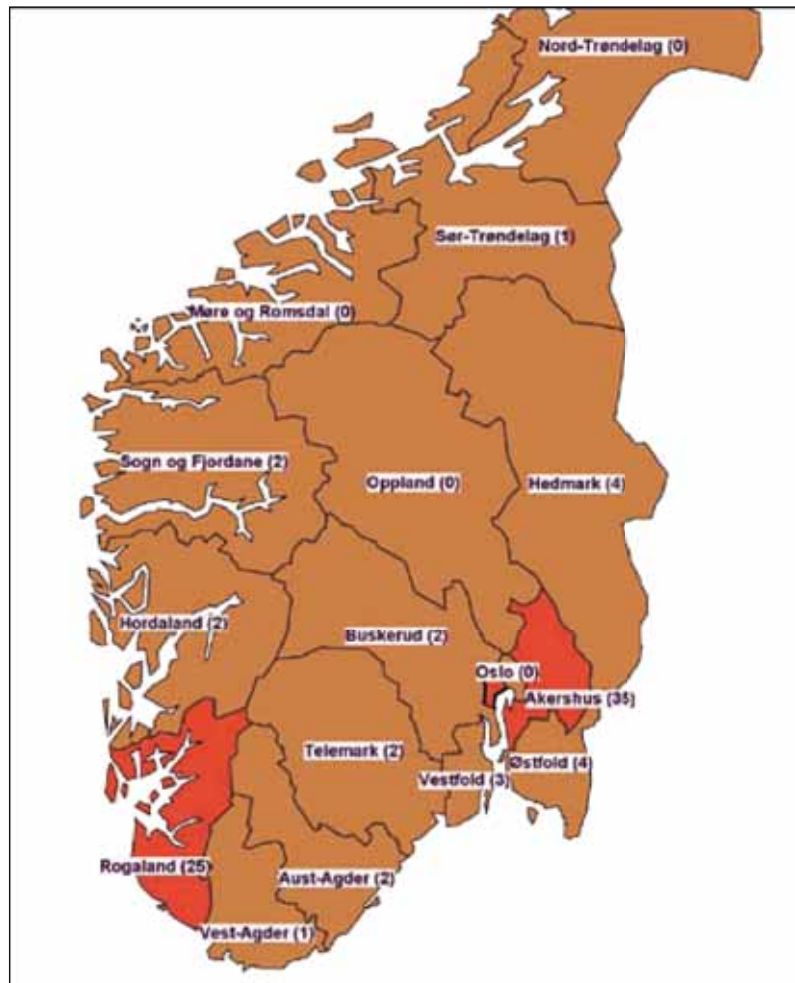 Nord-Trøndelag (0)
Sør-Trøndelag (1)
Møre og Romsdal (0)
Sogn og Fjordane (2)
Oppland (0)
Hedmark (4)
Hordaland (2)
Buskerud (2)
Oslo (0)
Akershus (35)
Telemark (2)
Vestfold (3)
Østfold (4)
Rogaland (25)
Aust-Agder (2)
Vest-Agder (1)